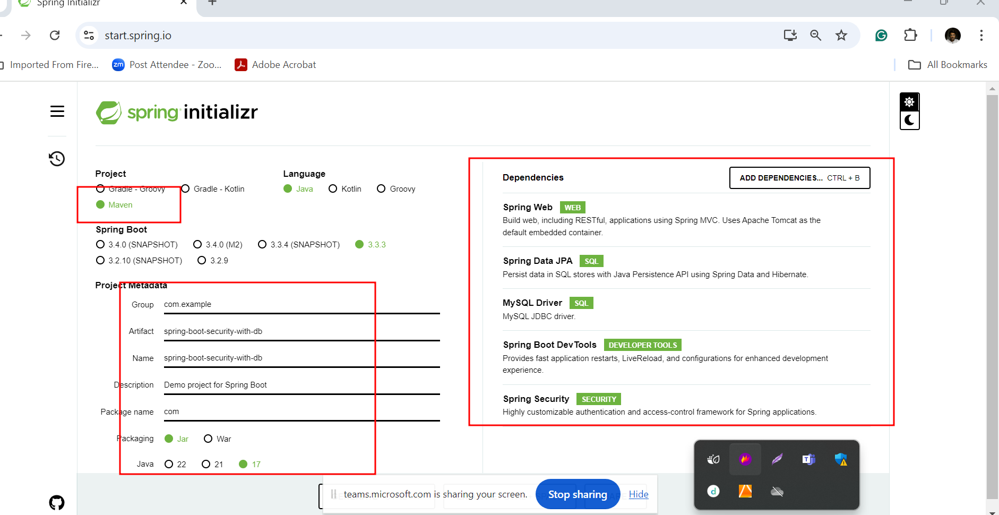 Spring Initializr
start.spring.io
Imported From Fire...
Post Attendee - Zoo...
Adobe Acrobat
All Bookmarks
spring initializr
Project
Gradle - Groovy
Gradle - Kotlin
Maven
Language
Java
Kotlin
Groovy
Spring Boot
3.4.0 (SNAPSHOT)
3.4.0 (M2)
3.3.4 (SNAPSHOT)
3.3.3
3.2.10 (SNAPSHOT)
3.2.9
Project Metadata
Group com.example
Artifact spring-boot-security-with-db
Name spring-boot-security-with-db
Description Demo project for Spring Boot
Package name com
Packaging Jar War
Java 22 21 17
Dependencies
ADD DEPENDENCIES... CTRL + B
Spring Web WEB
Build web, including RESTful, applications using Spring MVC. Uses Apache Tomcat as the
default embedded container.
Spring Data JPA SQL
Persist data in SQL stores with Java Persistence API using Spring Data and Hibernate.
MySQL Driver SQL
MySQL JDBC driver.
Spring Boot DevTools DEVELOPER TOOLS
Provides fast application restarts, LiveReload, and configurations for enhanced development
experience.
Spring Security SECURITY
Highly customizable authentication and access-control framework for Spring applications.
teams.microsoft.com is sharing your screen.
Stop sharing
Hide